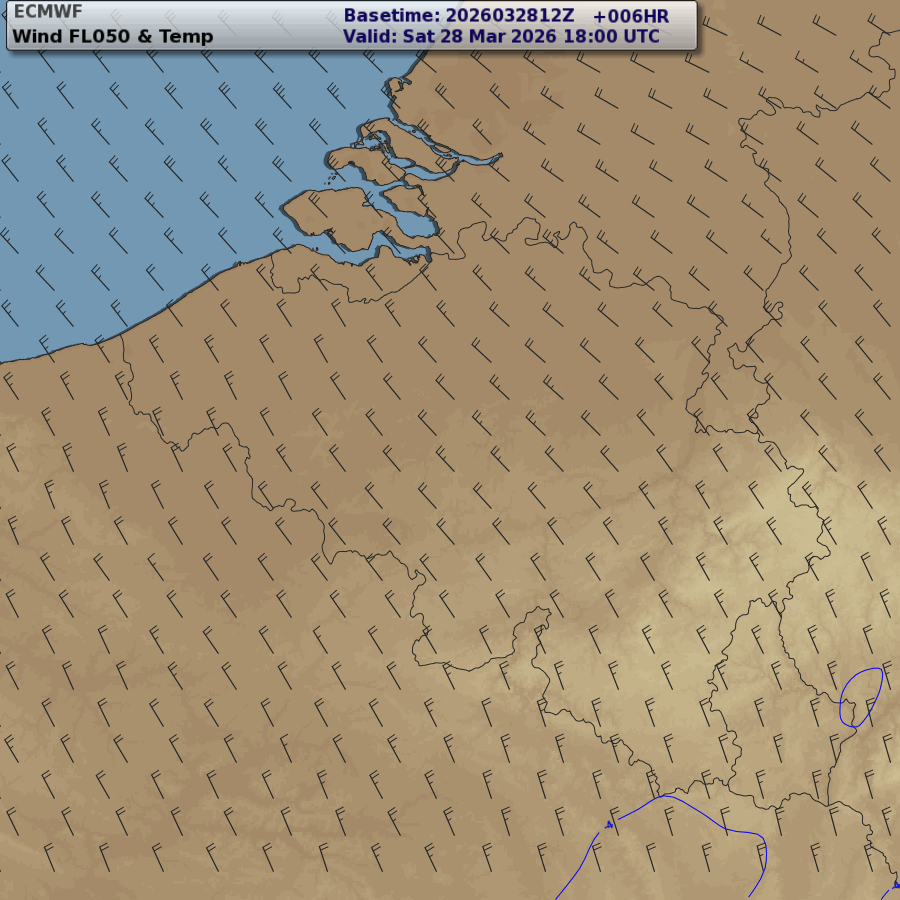 ECMWF
Basetime: 2026032812Z +006HR
Wind FL050 & Temp
Valid: Sat 28 Mar 2026 18:00 UTC